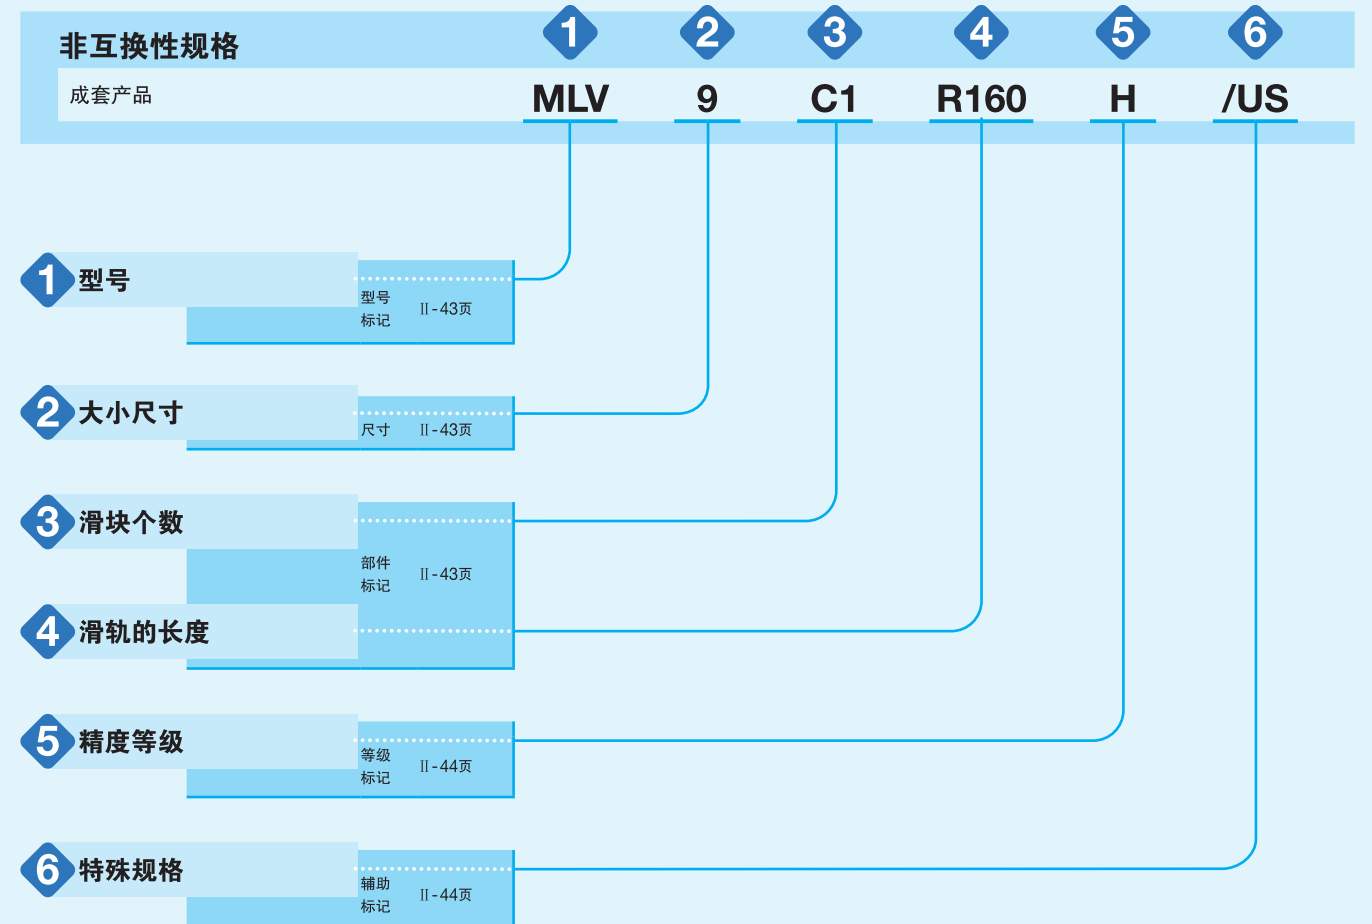 1 2 3 4 5 6
非互换性规格
成套产品 MLV 9 C1 R160 H /US
1 型号
型号
标记 Ⅱ-43页
2 大小尺寸
尺寸 Ⅱ-43页
3 滑块个数
部件
标记 Ⅱ-43页
4 滑轨的长度
5 精度等级
等级
标记 Ⅱ-44页
6 特殊规格
辅助
标记 Ⅱ-44页